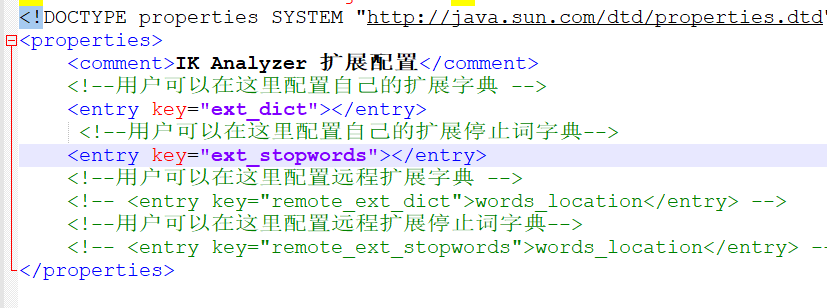 <!DOCTYPE properties SYSTEM "http://java.sun.com/dtd/properties.dtd"
<properties>
<comment>IK Analyzer 扩展配置</comment>
<!--用户可以在这里配置自己的扩展字典 -->
<entry key="ext_dict"></entry>
<!--用户可以在这里配置自己的扩展停止词字典-->
<entry key="ext_stopwords"></entry>
<!--用户可以在这里配置远程扩展字典 -->
<!-- <entry key="remote_ext_dict">words_location</entry> -->
<!--用户可以在这里配置远程扩展停止词字典-->
<!-- <entry key="remote_ext_stopwords">words_location</entry> --
</properties>